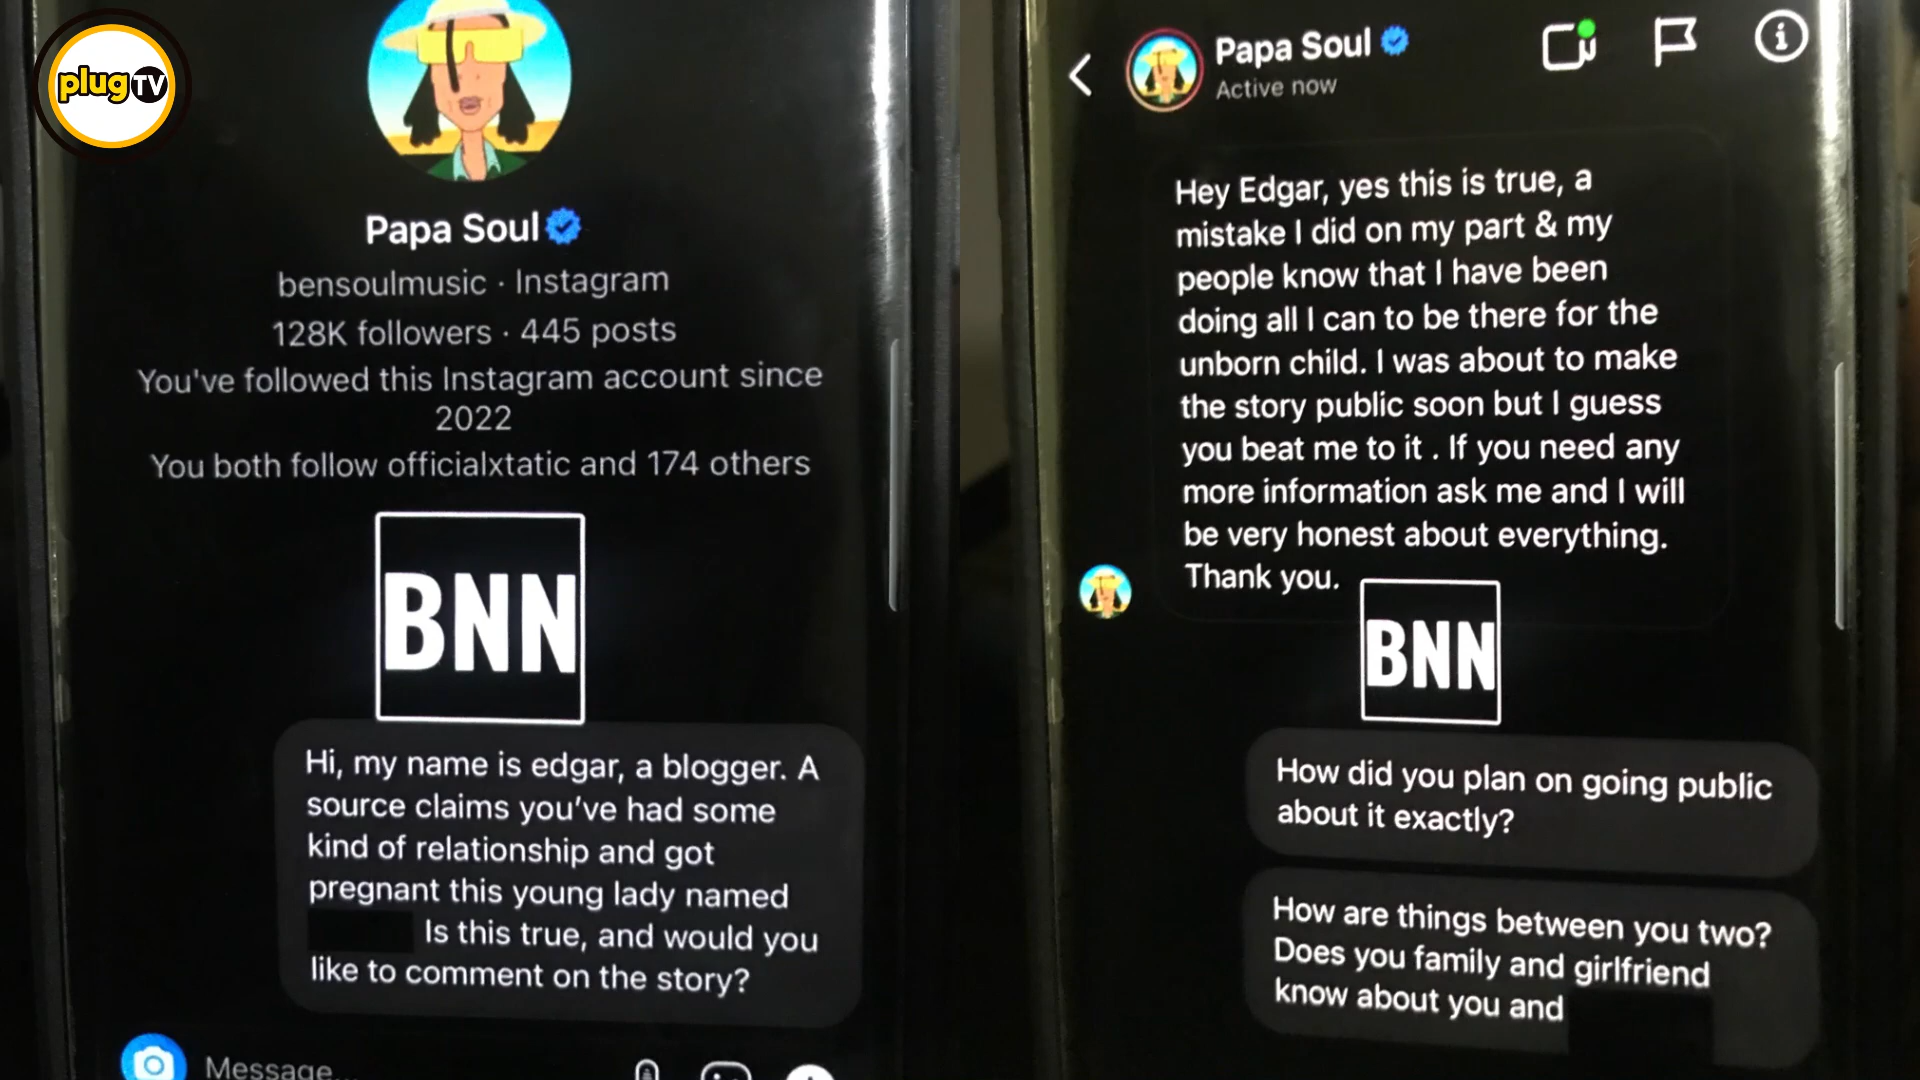 plug TV
Papa Soul
bensoulmusic · Instagram
128K followers · 445 posts
You've followed this Instagram account since
2022
You both follow officialxtatic and 174 others
BNN
Hi, my name is edgar, a blogger. A
source claims you've had some
kind of relationship and got
pregnant this young lady named
Is this true, and would you
like to comment on the story?
Message...
Papa Soul
Active now
Hey Edgar, yes this is true, a
mistake I did on my part & my
people know that I have been
doing all I can to be there for the
unborn child. I was about to make
the story public soon but I guess
you beat me to it . If you need any
more information ask me and I will
be very honest about everything.
Thank you.
BNN
How did you plan on going public
about it exactly?
How are things between you two?
Does you family and girlfriend
know about you and